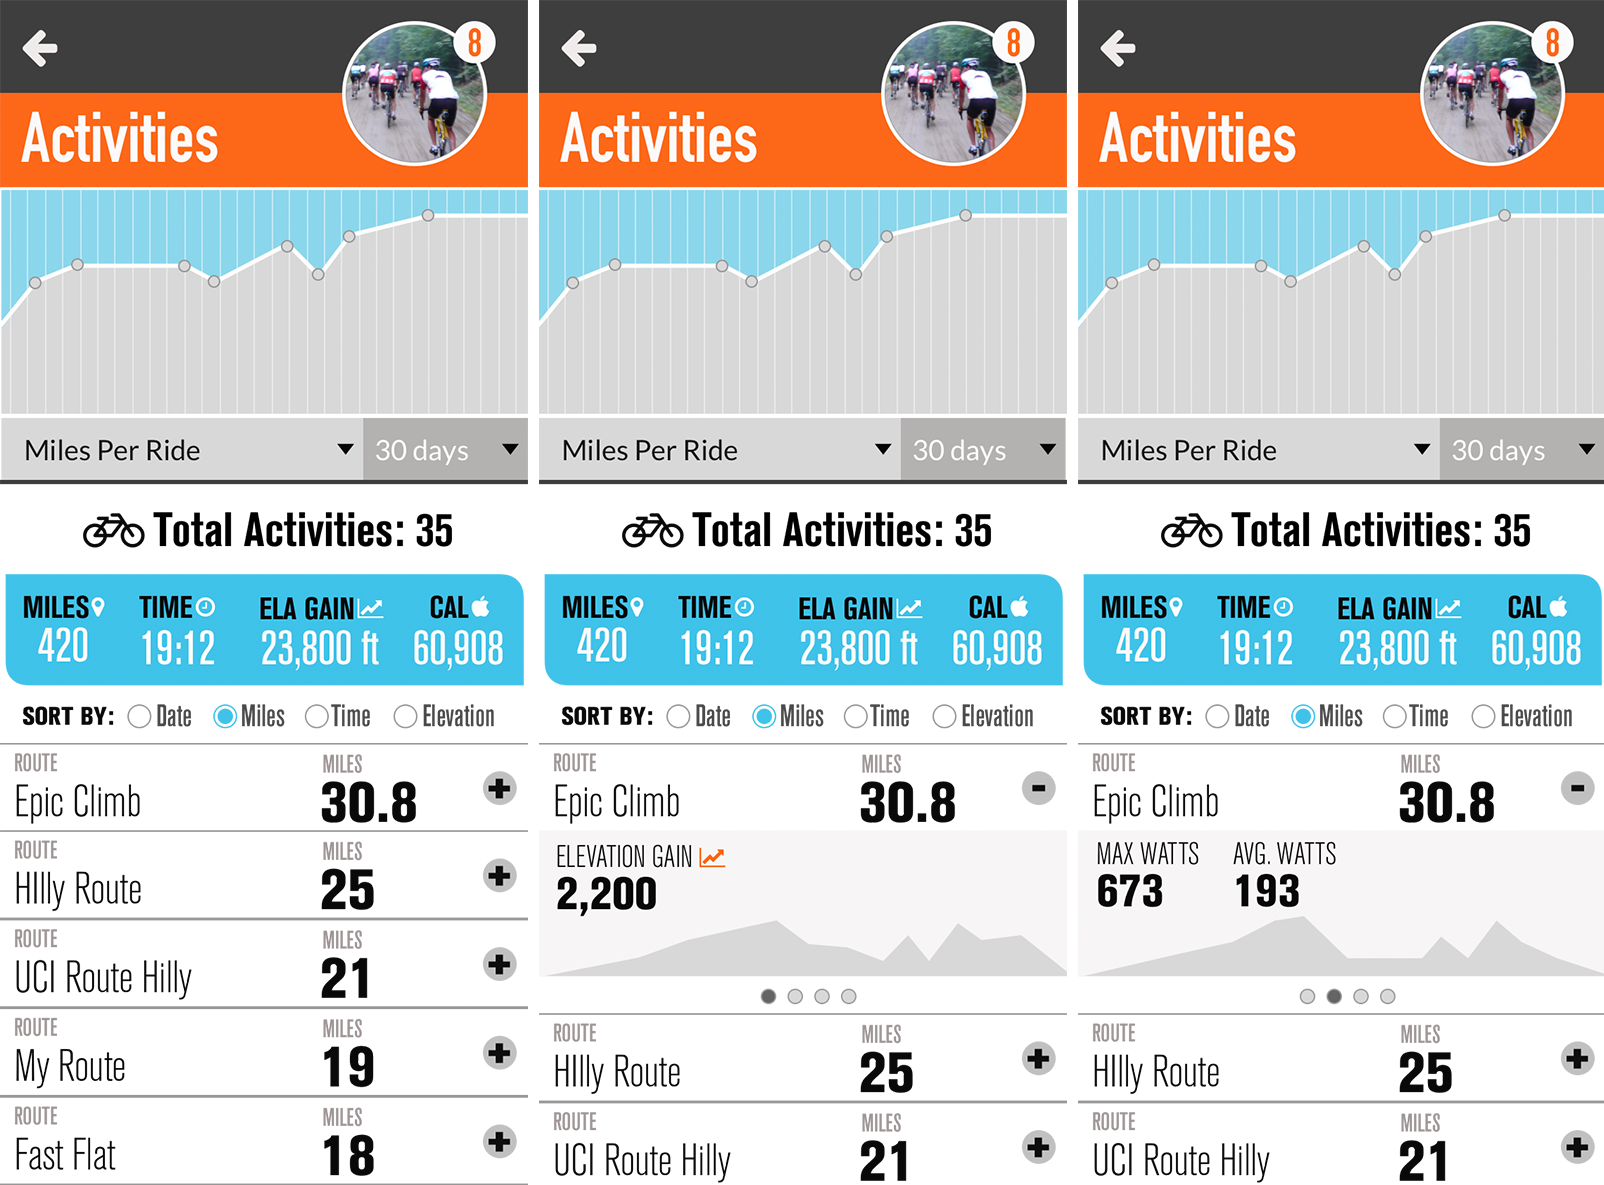 8
Activities
Miles Per Ride 30 days
Total Activities: 35
MILES TIME ELA GAIN CAL
420 19:12 23,800 ft 60,908
SORT BY: Date Miles Time Elevation
ROUTE MILES
Epic Climb 30.8
ROUTE MILES
HIlly Route 25
ROUTE MILES
UCI Route Hilly 21
ROUTE MILES
My Route 19
ROUTE MILES
Fast Flat 18
8
Activities
Miles Per Ride 30 days
Total Activities: 35
MILES TIME ELA GAIN CAL
420 19:12 23,800 ft 60,908
SORT BY: Date Miles Time Elevation
ROUTE MILES
Epic Climb 30.8
ELEVATION GAIN
2,200
ROUTE MILES
HIlly Route 25
ROUTE MILES
UCI Route Hilly 21
8
Activities
Miles Per Ride 30 days
Total Activities: 35
MILES TIME ELA GAIN CAL
420 19:12 23,800 ft 60,908
SORT BY: Date Miles Time Elevation
ROUTE MILES
Epic Climb 30.8
MAX WATTS AVG. WATTS
673 193
ROUTE MILES
HIlly Route 25
ROUTE MILES
UCI Route Hilly 21